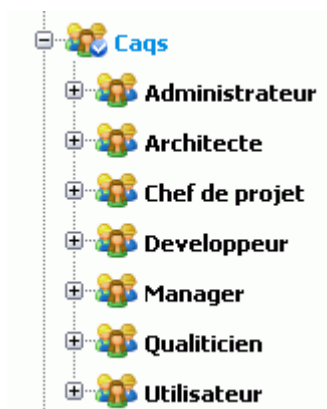 Caqs
Administrateur
Architecte
Chef de projet
Developpeur
Manager
Qualiticien
Utilisateur